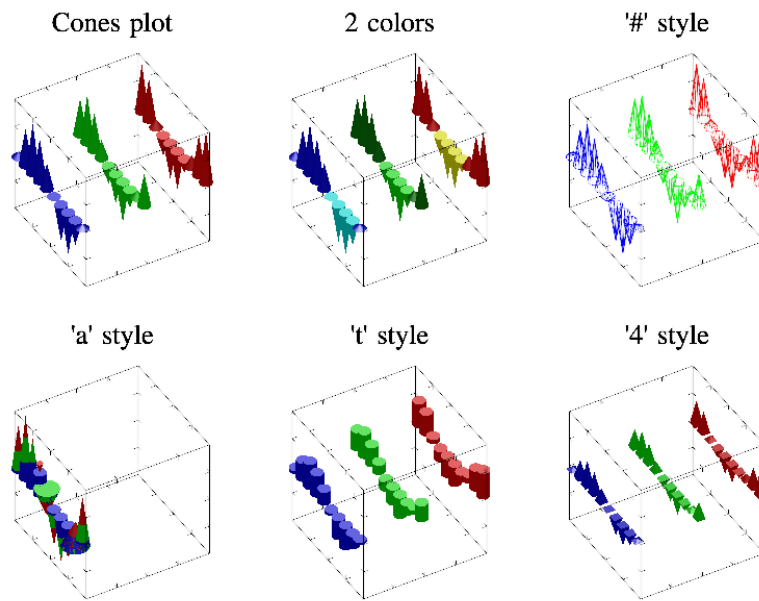 Cones plot
2 colors
'#' style
'a' style
't' style
'4' style